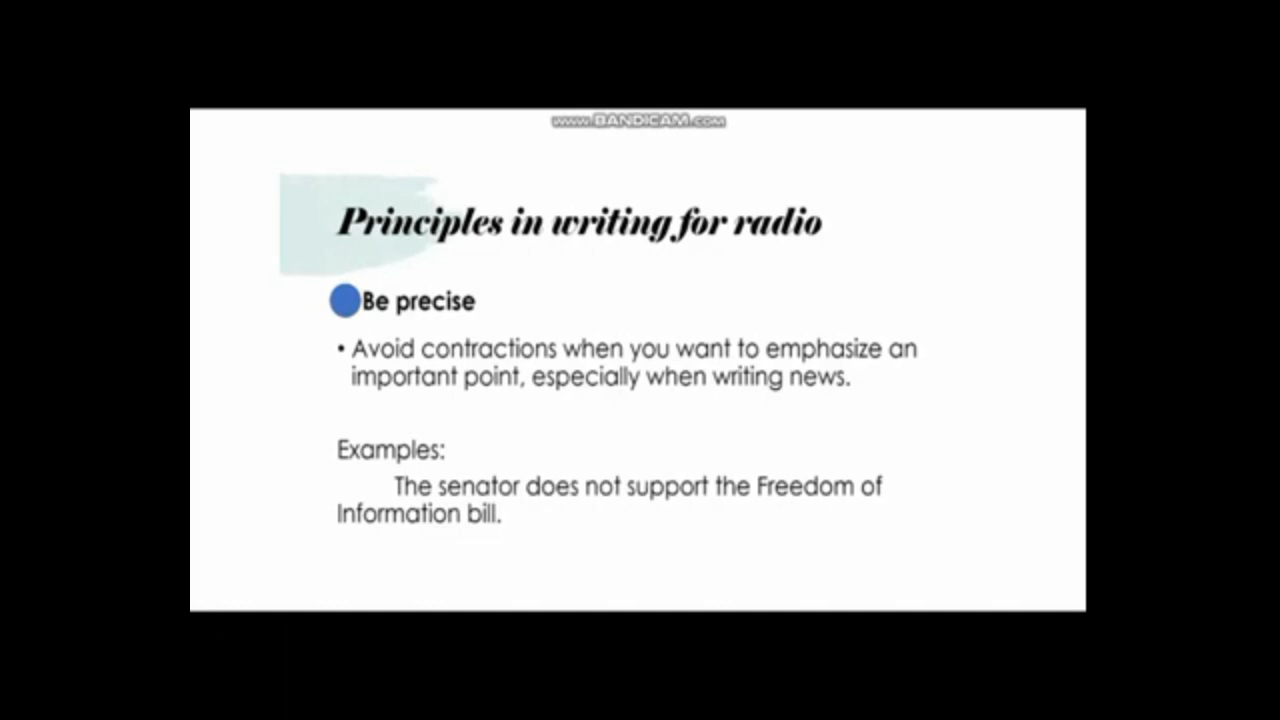 www.BANDICAM.com
Principles in writing for radio
Be precise
• Avoid contractions when you want to emphasize an
important point, especially when writing news.
Examples:
The senator does not support the Freedom of
Information bill.